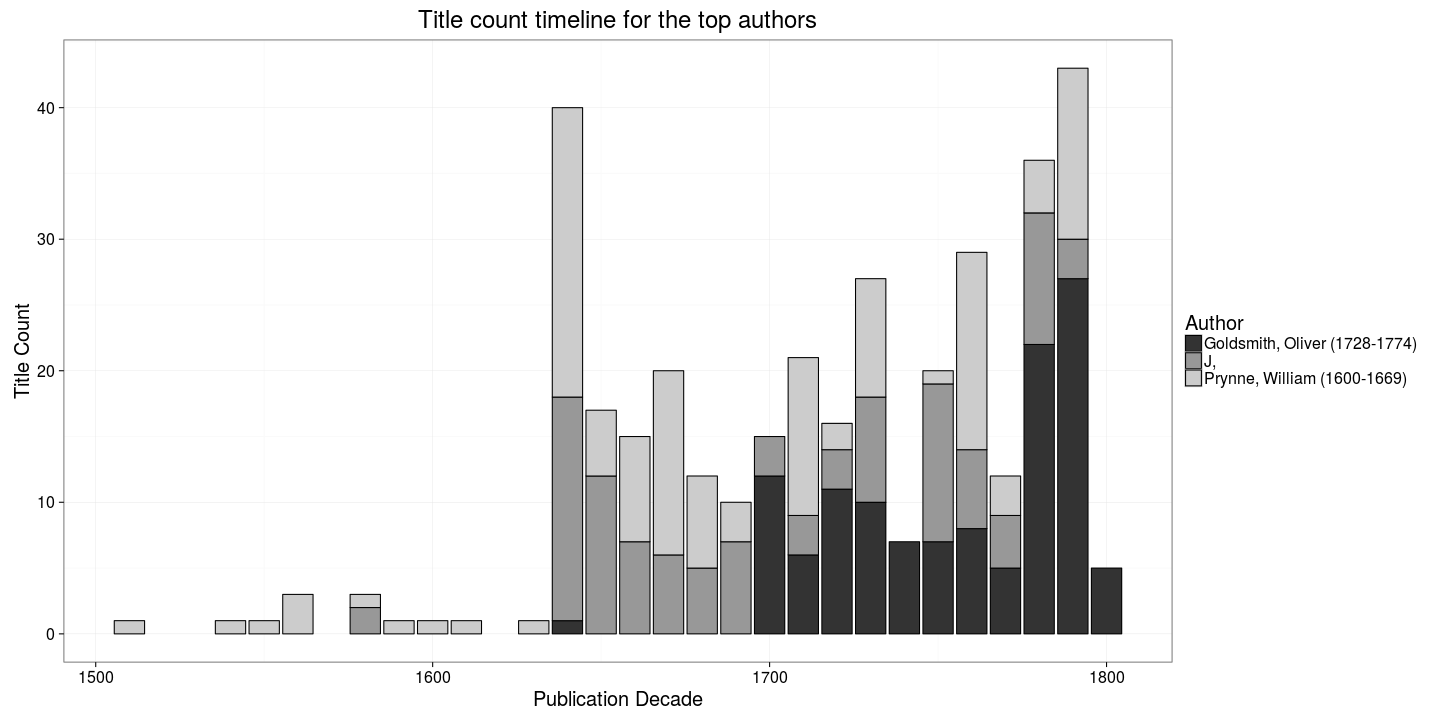 Title count timeline for the top authors
Title Count
40
30
20
10
0
1500
1600
1700
1800
Publication Decade
Author
Goldsmith, Oliver (1728-1774)
J,
Prynne, William (1600-1669)